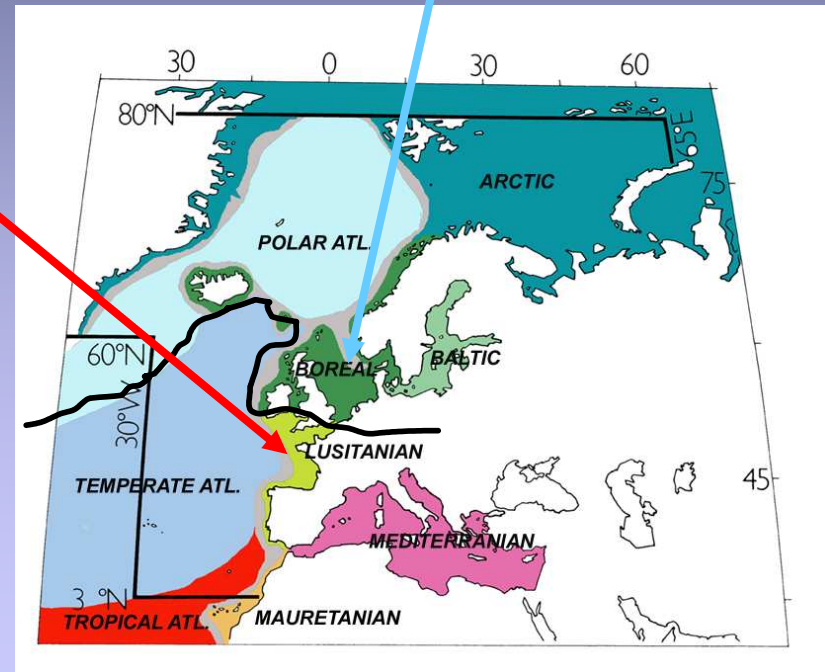 30 0 30 60
80°N
65°E
ARCTIC
75
POLAR ATL.
60°N
BOREAL
BALTIC
30°W
LUSITANIAN
TEMPERATE ATL.
45
MEDITERRANIAN
3 °N
TROPICAL ATL.
MAURETANIAN